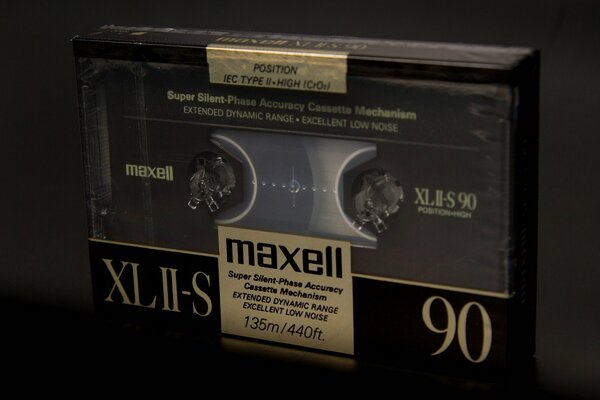 POSITION
IEC TYPE II • HIGH (CrO₂)
Super Silent-Phase Accuracy Cassette Mechanism
EXTENDED DYNAMIC RANGE • EXCELLENT LOW NOISE
maxell
XLII-S 90
POSITION•HIGH
maxell
Super Silent-Phase Accuracy
Cassette Mechanism
EXTENDED DYNAMIC RANGE
EXCELLENT LOW NOISE
135m/440ft.
XLII-S
90